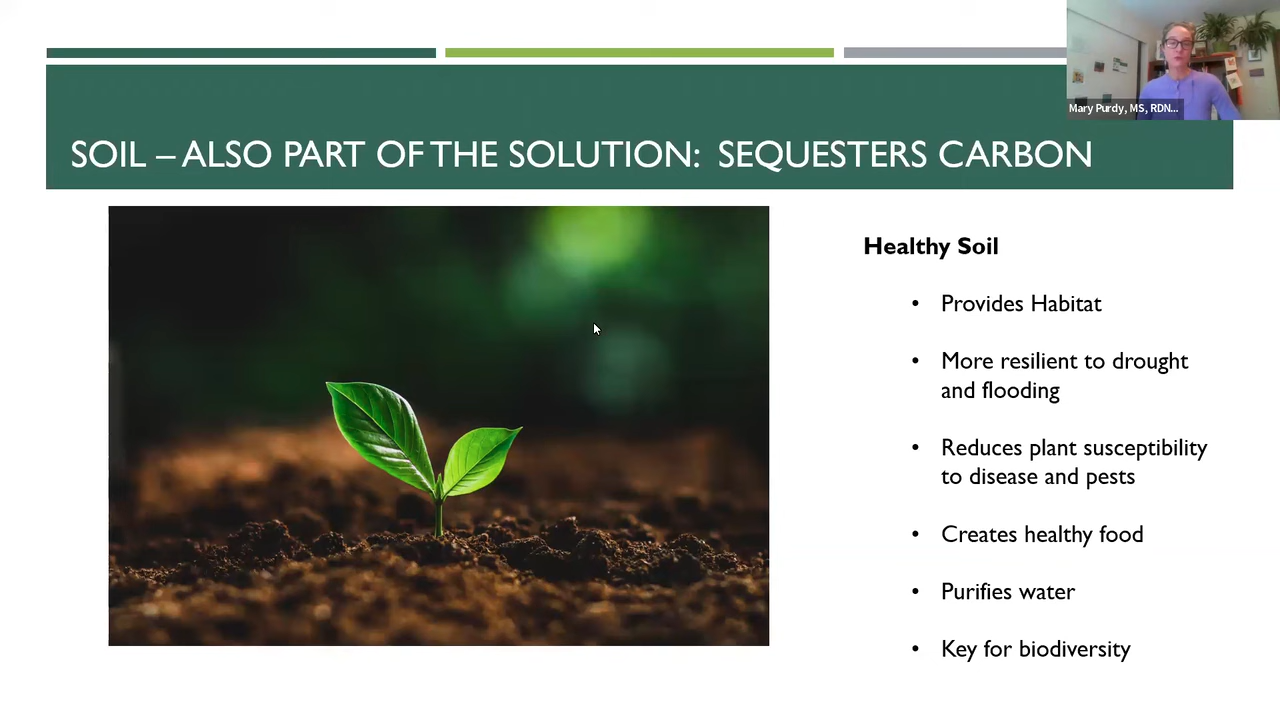 Mary Purdy, MS, RDN...
SOIL – ALSO PART OF THE SOLUTION:  SEQUESTERS CARBON
Healthy Soil
• Provides Habitat
• More resilient to drought
and flooding
• Reduces plant susceptibility
to disease and pests
• Creates healthy food
• Purifies water
• Key for biodiversity